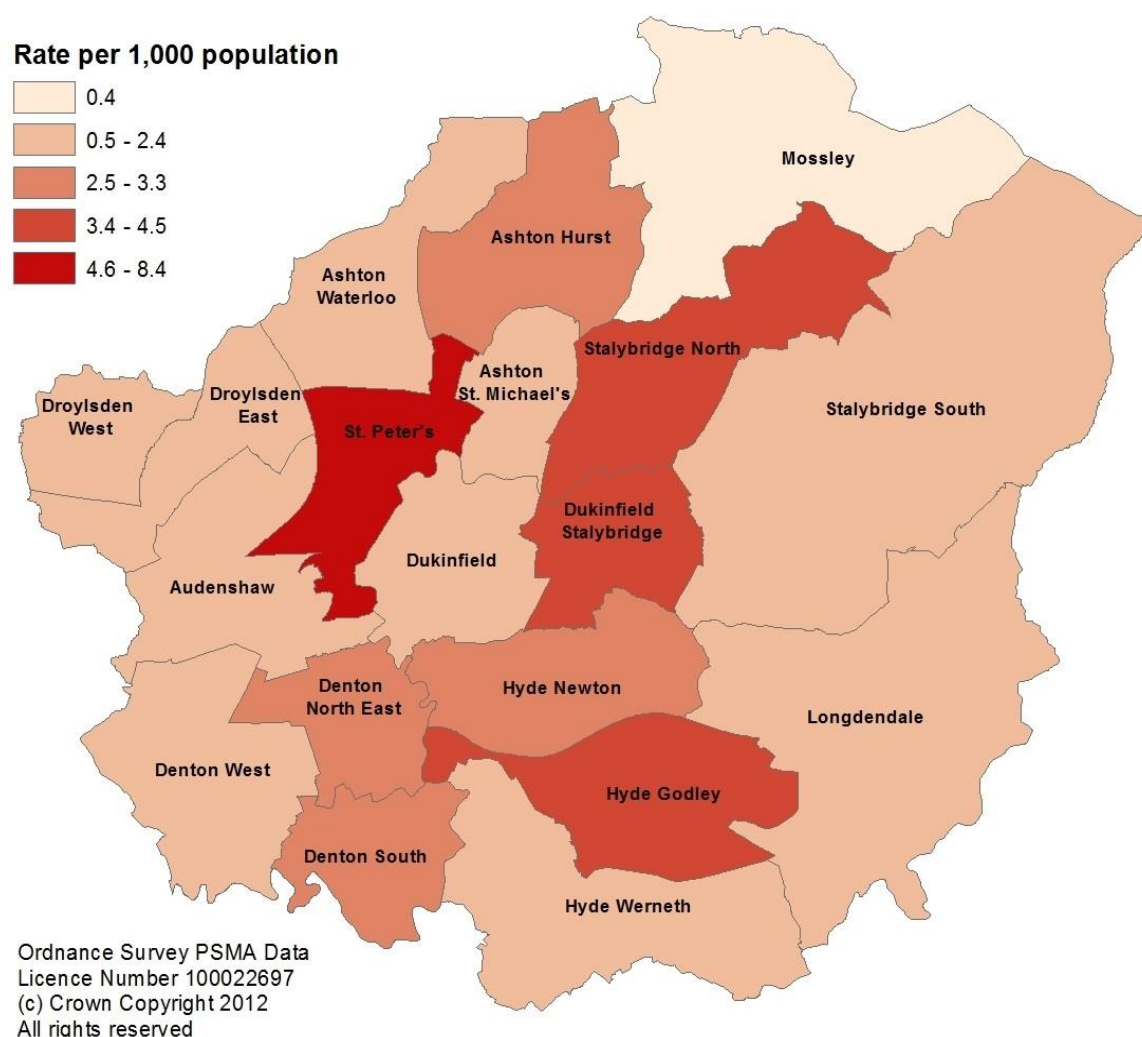 Rate per 1,000 population
0.4
0.5 - 2.4
2.5 - 3.3
3.4 - 4.5
4.6 - 8.4
Mossley
Ashton Hurst
Ashton
Waterloo
Stalybridge North
Ashton
St. Michael's
Droylsden
East
Droylsden
West
Stalybridge South
St. Peter's
Dukinfield
Stalybridge
Dukinfield
Audenshaw
Denton
North East
Hyde Newton
Longdendale
Denton West
Hyde Godley
Denton South
Hyde Werneth
Ordnance Survey PSMA Data
Licence Number 100022697
(c) Crown Copyright 2012
All rights reserved